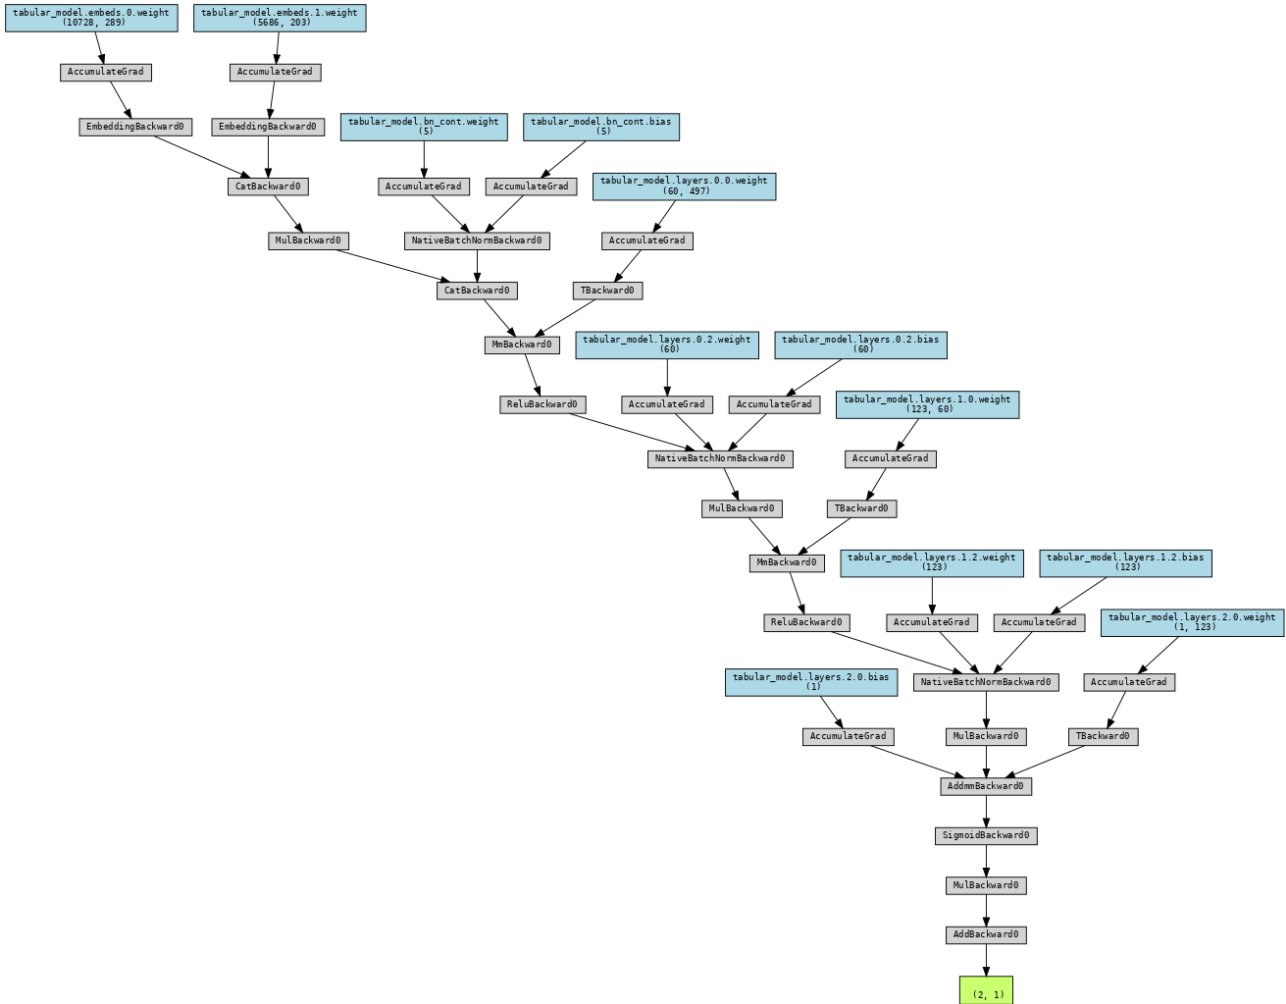 tabular_model.embeds.0.weight
(10728, 289)
tabular_model.embeds.1.weight
(5686, 203)
AccumulateGrad
AccumulateGrad
EmbeddingBackward0
EmbeddingBackward0
tabular_model.bn_cont.weight
(5)
tabular_model.bn_cont.bias
(5)
CatBackward0
AccumulateGrad
AccumulateGrad
tabular_model.layers.0.0.weight
(60, 497)
MulBackward0
NativeBatchNormBackward0
AccumulateGrad
CatBackward0
TBackward0
MmBackward0
tabular_model.layers.0.2.weight
(60)
tabular_model.layers.0.2.bias
(60)
ReluBackward0
AccumulateGrad
AccumulateGrad
tabular_model.layers.1.0.weight
(123, 60)
NativeBatchNormBackward0
AccumulateGrad
MulBackward0
TBackward0
MmBackward0
tabular_model.layers.1.2.weight
(123)
tabular_model.layers.1.2.bias
(123)
ReluBackward0
AccumulateGrad
AccumulateGrad
tabular_model.layers.2.0.weight
(1, 123)
tabular_model.layers.2.0.bias
(1)
NativeBatchNormBackward0
AccumulateGrad
AccumulateGrad
MulBackward0
TBackward0
AddmmBackward0
SigmoidBackward0
MulBackward0
AddBackward0
(2, 1)